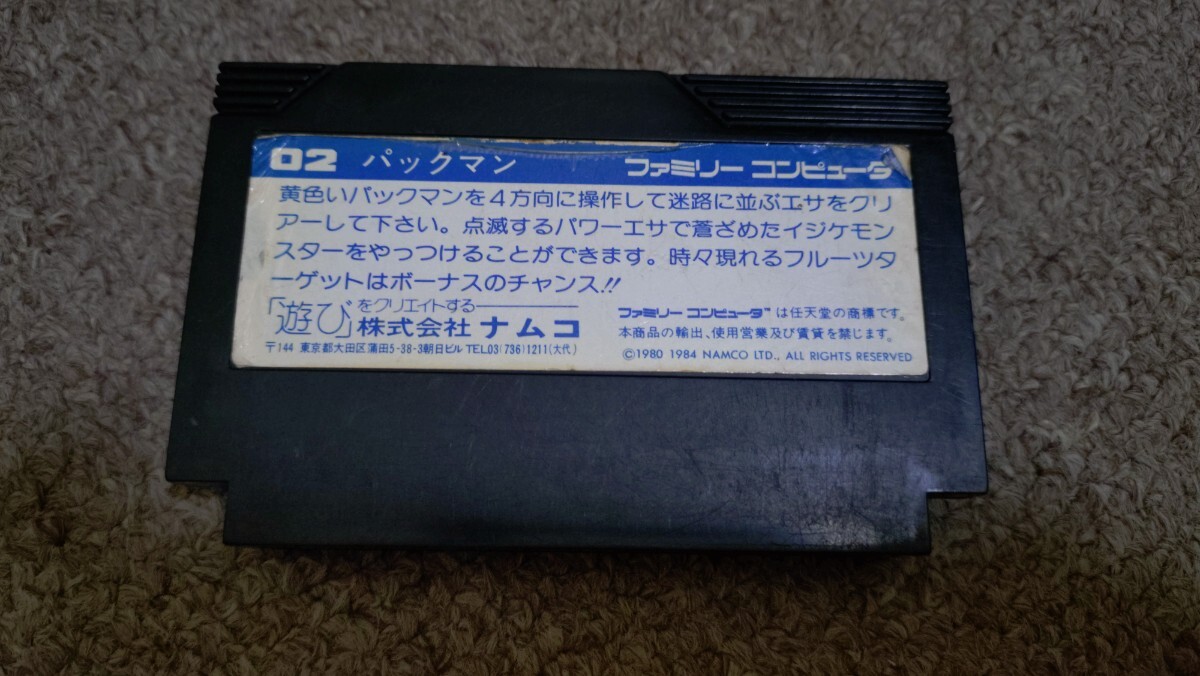 02 パックマン ファミリー コンピュータ
黄色いパックマンを4方向に操作して迷路に並ぶエサをクリ
アーして下さい。点滅するパワーエサで蒼ざめたイジケモン
スターをやっつけることができます。時々現れるフルーツタ
ーゲットはボーナスのチャンス!!
「遊び」をクリエイトする
株式会社 ナムコ
〒144 東京都大田区蒲田5-38-3朝日ビル TEL.03(736)1211(大代)
ファミリー コンピュータ™ は任天堂の商標です。
本商品の輸出、使用営業及び賃貸を禁じます。
©1980 1984 NAMCO LTD., ALL RIGHTS RESERVED